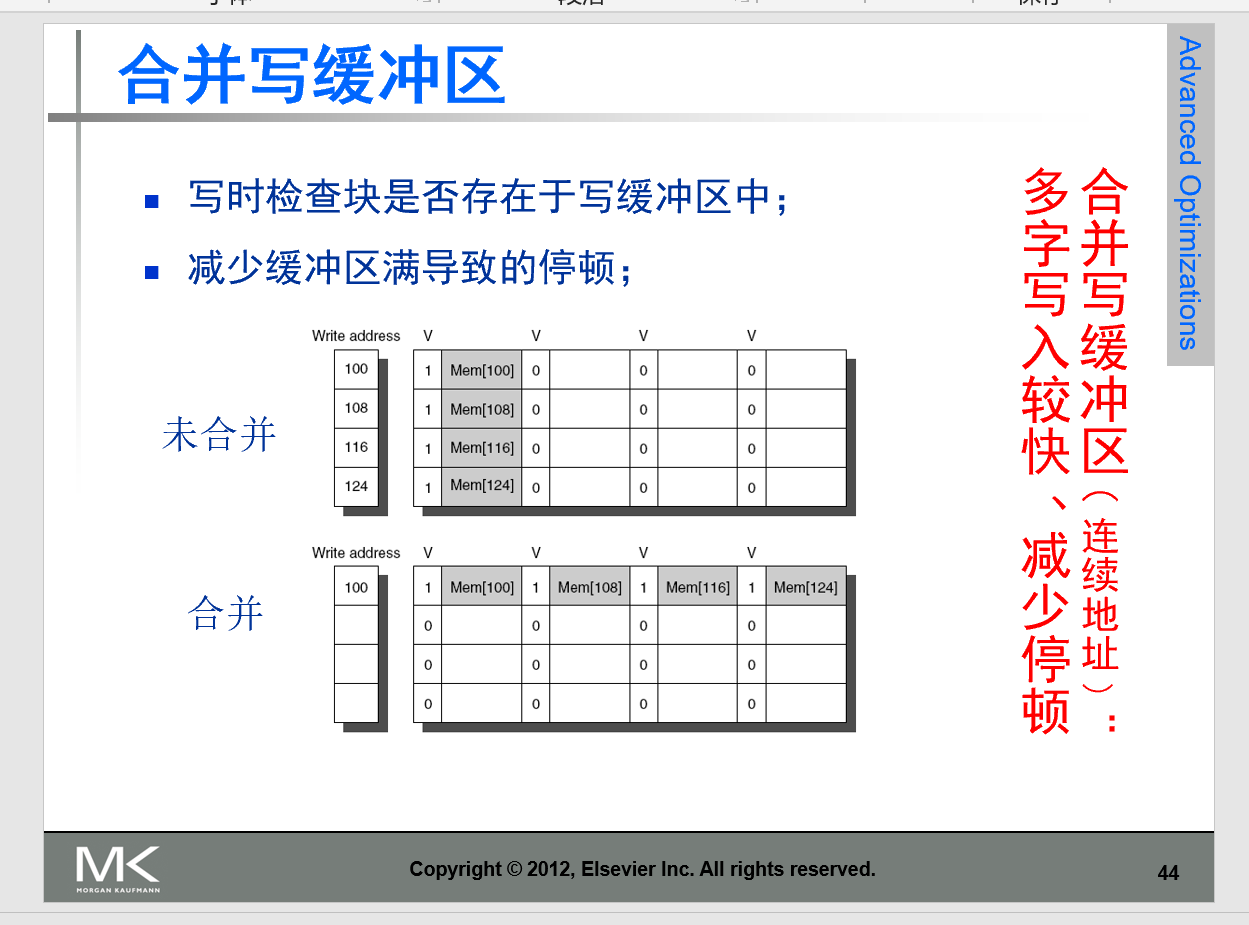 合并写缓冲区
Advanced Optimizations
写时检查块是否存在于写缓冲区中；
减少缓冲区满导致的停顿；
合并写缓冲区（连续地址）：
多字写入较快、减少停顿
Write address V V V V
100 1 Mem[100] 0 0 0
108 1 Mem[108] 0 0 0
未合并
116 1 Mem[116] 0 0 0
124 1 Mem[124] 0 0 0
Write address V V V V
100 1 Mem[100] 1 Mem[108] 1 Mem[116] 1 Mem[124]
合并
0 0 0 0
0 0 0 0
0 0 0 0
MK
MORGAN KAUFMANN
Copyright © 2012, Elsevier Inc. All rights reserved.
44